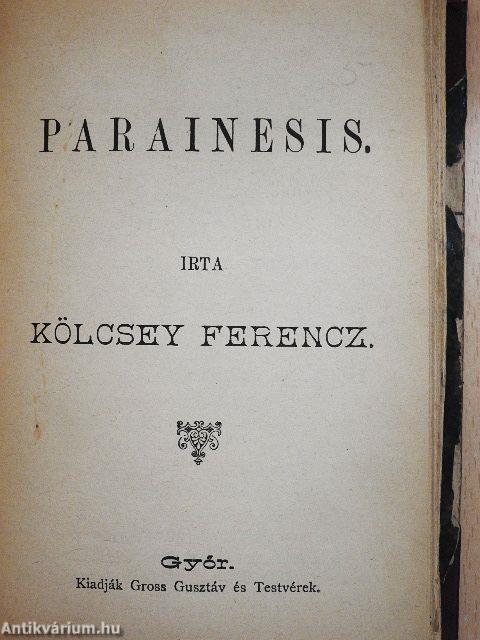 PARAINESIS.
IRTA
KÖLCSEY FERENCZ.
Győr.
Kiadják Gross Gusztáv és Testvérek.
Antikvárium.hu